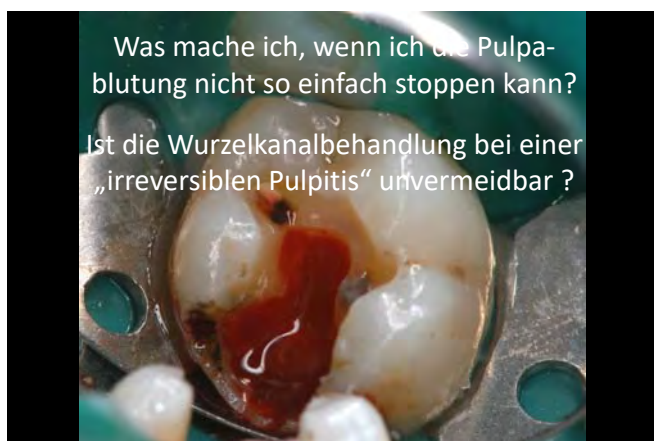 Was mache ich, wenn ich die Pulpa-
blutung nicht so einfach stoppen kann?
Ist die Wurzelkanalbehandlung bei einer
„irreversiblen Pulpitis“ unvermeidbar ?